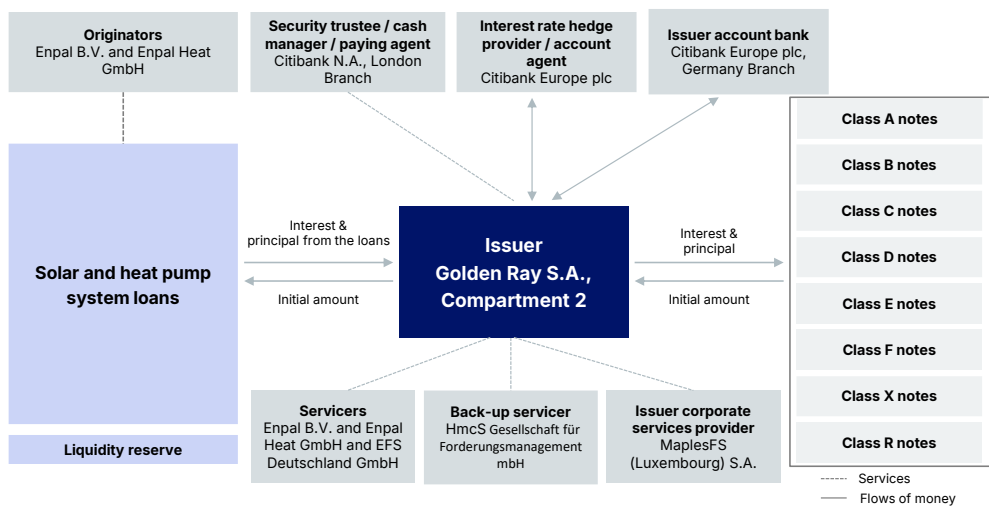 Originators
Enpal B.V. and Enpal Heat
GmbH
Security trustee / cash
manager / paying agent
Citibank N.A., London
Branch
Interest rate hedge
provider / account
agent
Citibank Europe plc
Issuer account bank
Citibank Europe plc,
Germany Branch
Solar and heat pump
system loans
Liquidity reserve
Interest &
principal from the loans
Initial amount
Issuer
Golden Ray S.A.,
Compartment 2
Interest &
principal
Initial amount
Class A notes
Class B notes
Class C notes
Class D notes
Class E notes
Class F notes
Class X notes
Class R notes
Servicers
Enpal B.V. and Enpal
Heat GmbH and EFS
Deutschland GmbH
Back-up servicer
HmcS Gesellschaft für
Forderungsmanagement
mbH
Issuer corporate
services provider
MaplesFS
(Luxembourg) S.A.
Services
Flows of money